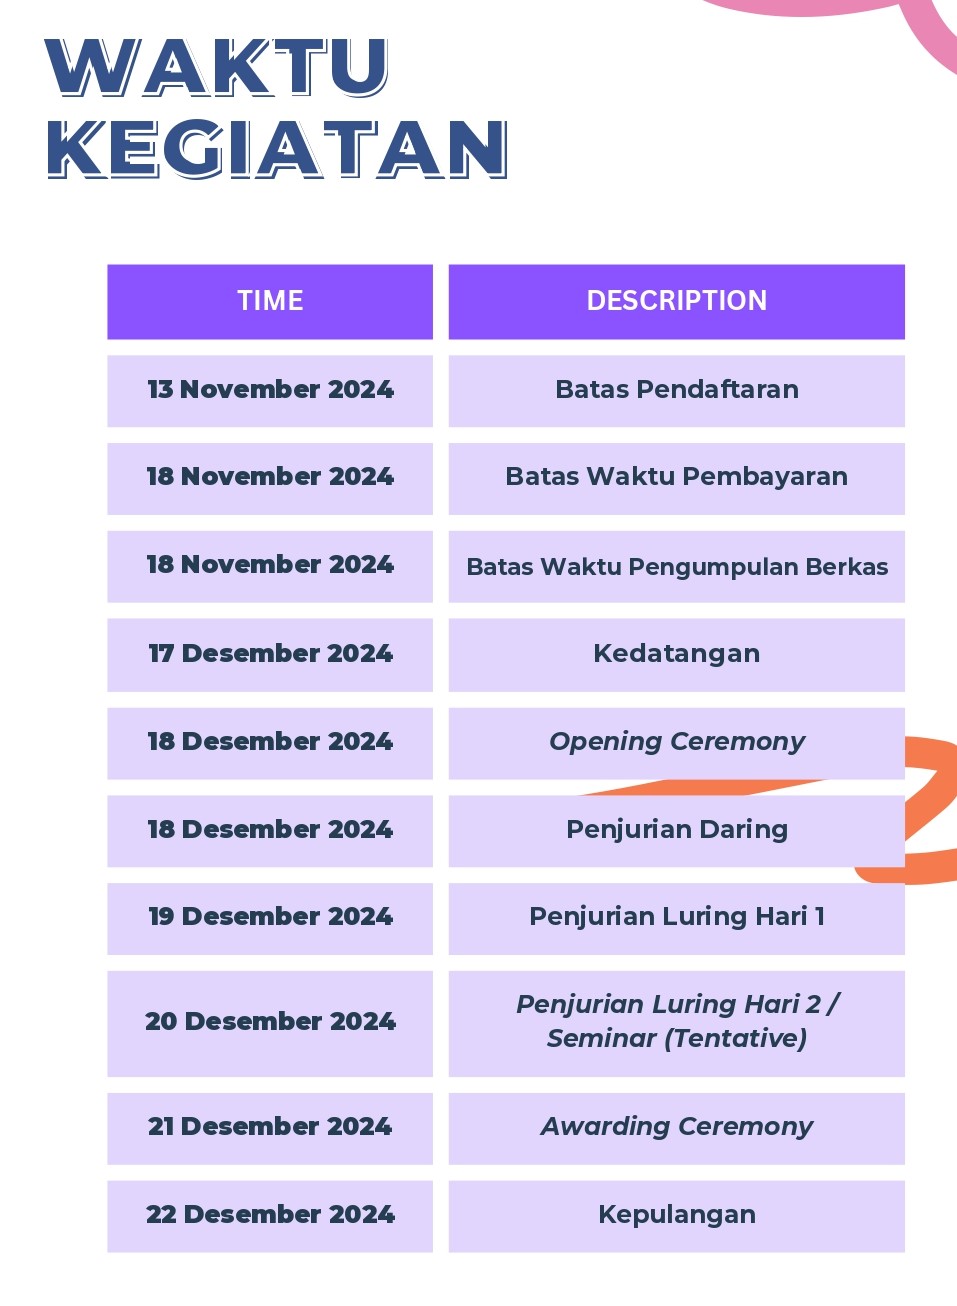 WAKTU
KEGIATAN
TIME DESCRIPTION
13 November 2024 Batas Pendaftaran
18 November 2024 Batas Waktu Pembayaran
18 November 2024 Batas Waktu Pengumpulan Berkas
17 Desember 2024 Kedatangan
18 Desember 2024 Opening Ceremony
18 Desember 2024 Penjurian Daring
19 Desember 2024 Penjurian Luring Hari 1
20 Desember 2024 Penjurian Luring Hari 2 /
Seminar (Tentative)
21 Desember 2024 Awarding Ceremony
22 Desember 2024 Kepulangan